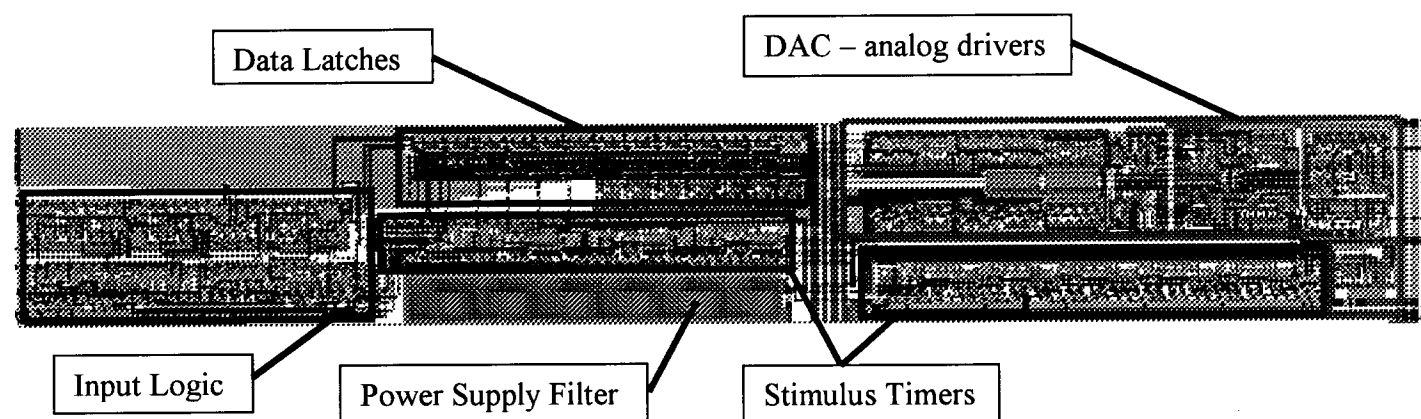 Data Latches
DAC – analog drivers
Input Logic
Power Supply Filter
Stimulus Timers